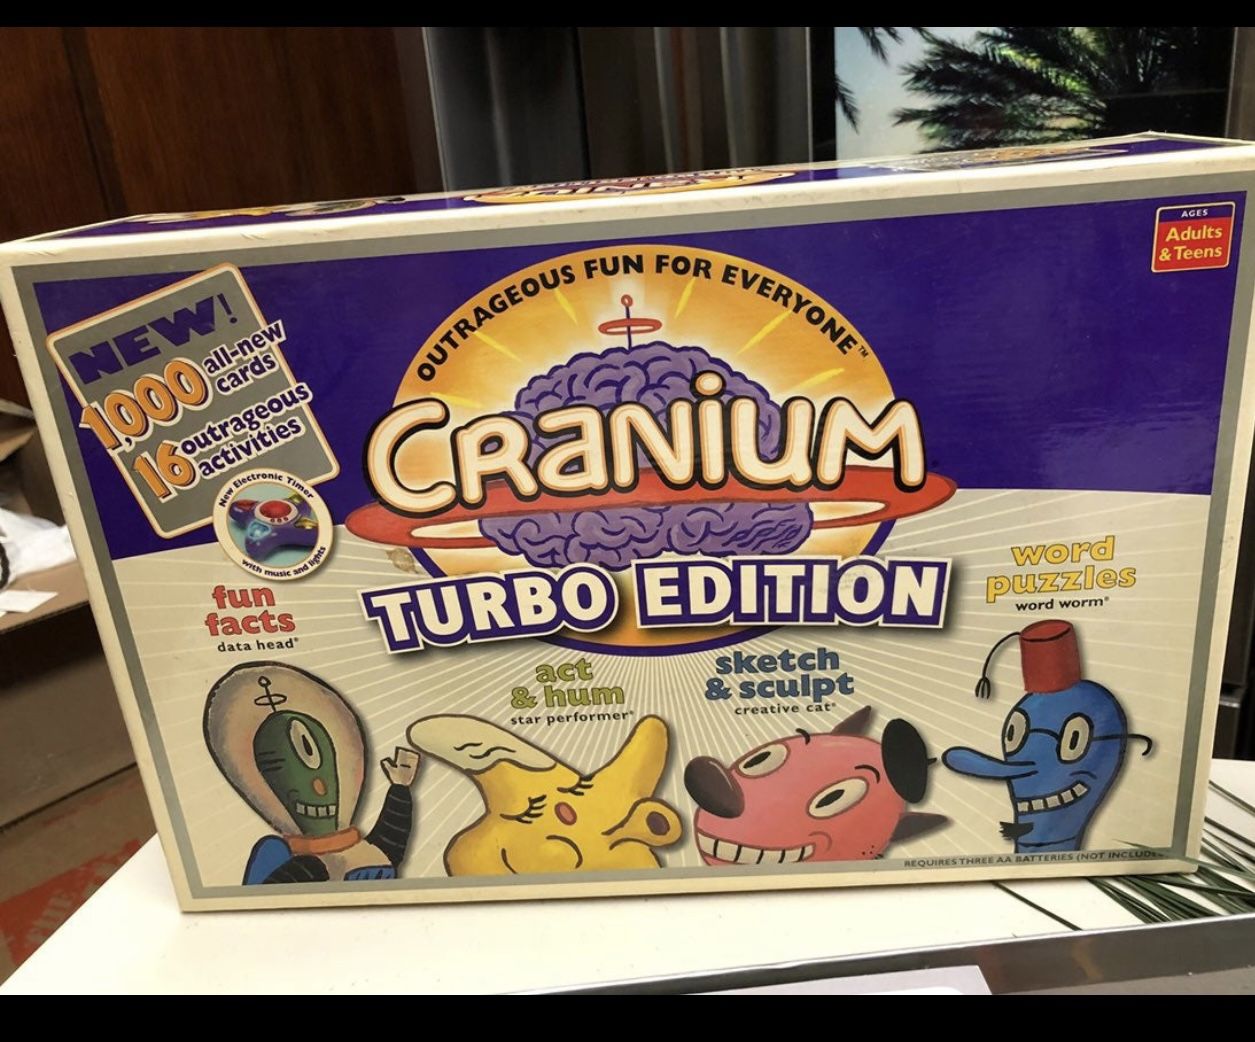 OUTRAGEOUS FUN FOR EVERYONE™
CRANIUM
TURBO EDITION
AGES
Adults
& Teens
NEW!
1,000 all-new
cards
16 outrageous
activities
New Electronic Timer
with music and lights
fun
facts
data head®
act
& hum
star performer®
sketch
& sculpt
creative cat®
word
puzzles
word worm®
REQUIRES THREE AA BATTERIES (NOT